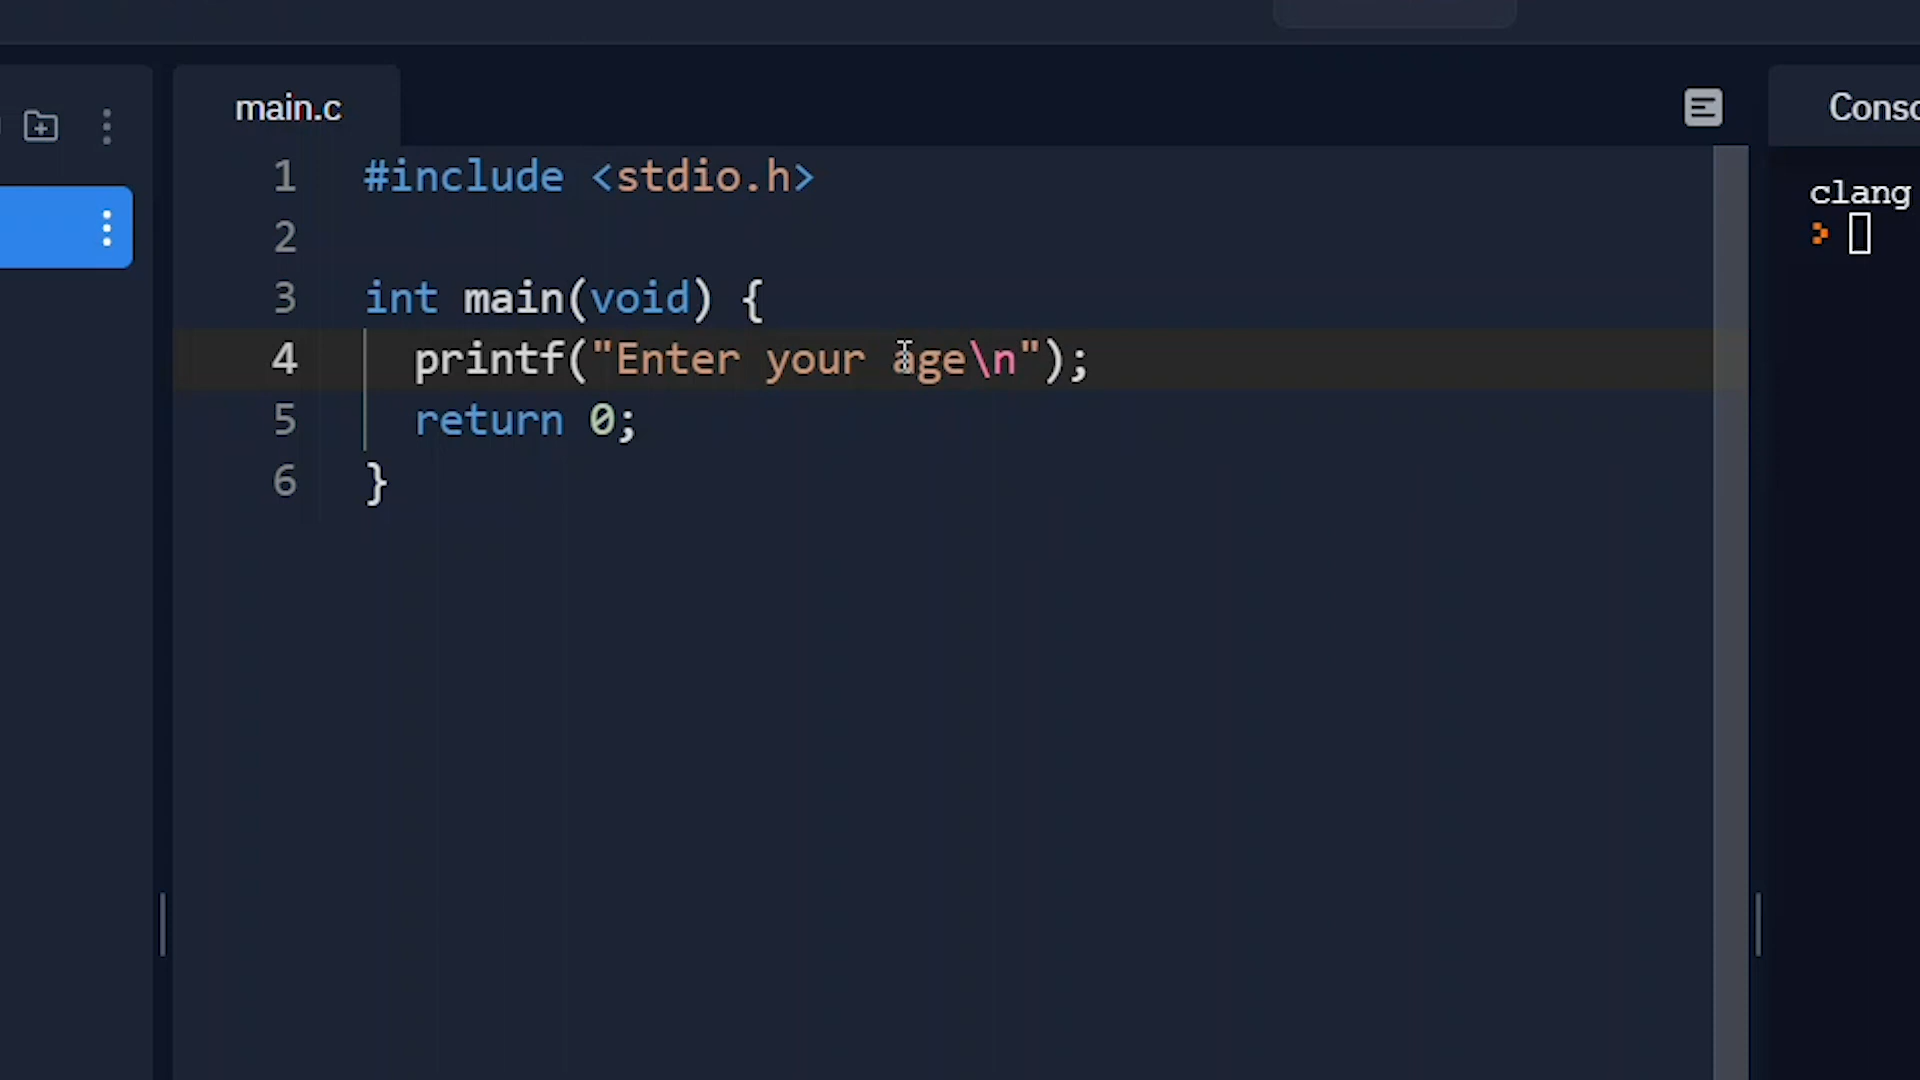 main.c
1 #include <stdio.h>
2
3 int main(void) {
4 printf("Enter your age\n");
5 return 0;
6 }
Conso
clang